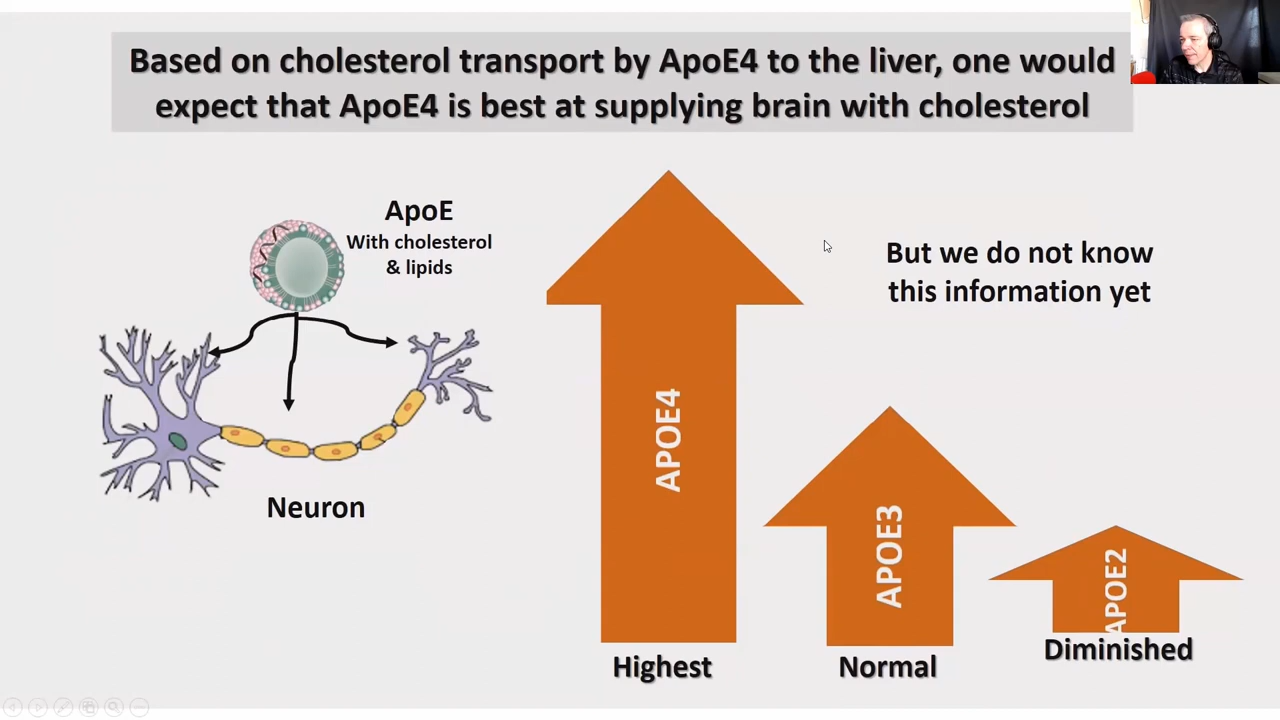 Based on cholesterol transport by ApoE4 to the liver, one would
expect that ApoE4 is best at supplying brain with cholesterol
ApoE
With cholesterol
& lipids
Neuron
But we do not know
this information yet
APOE4
APOE3
APOE2
Highest
Normal
Diminished